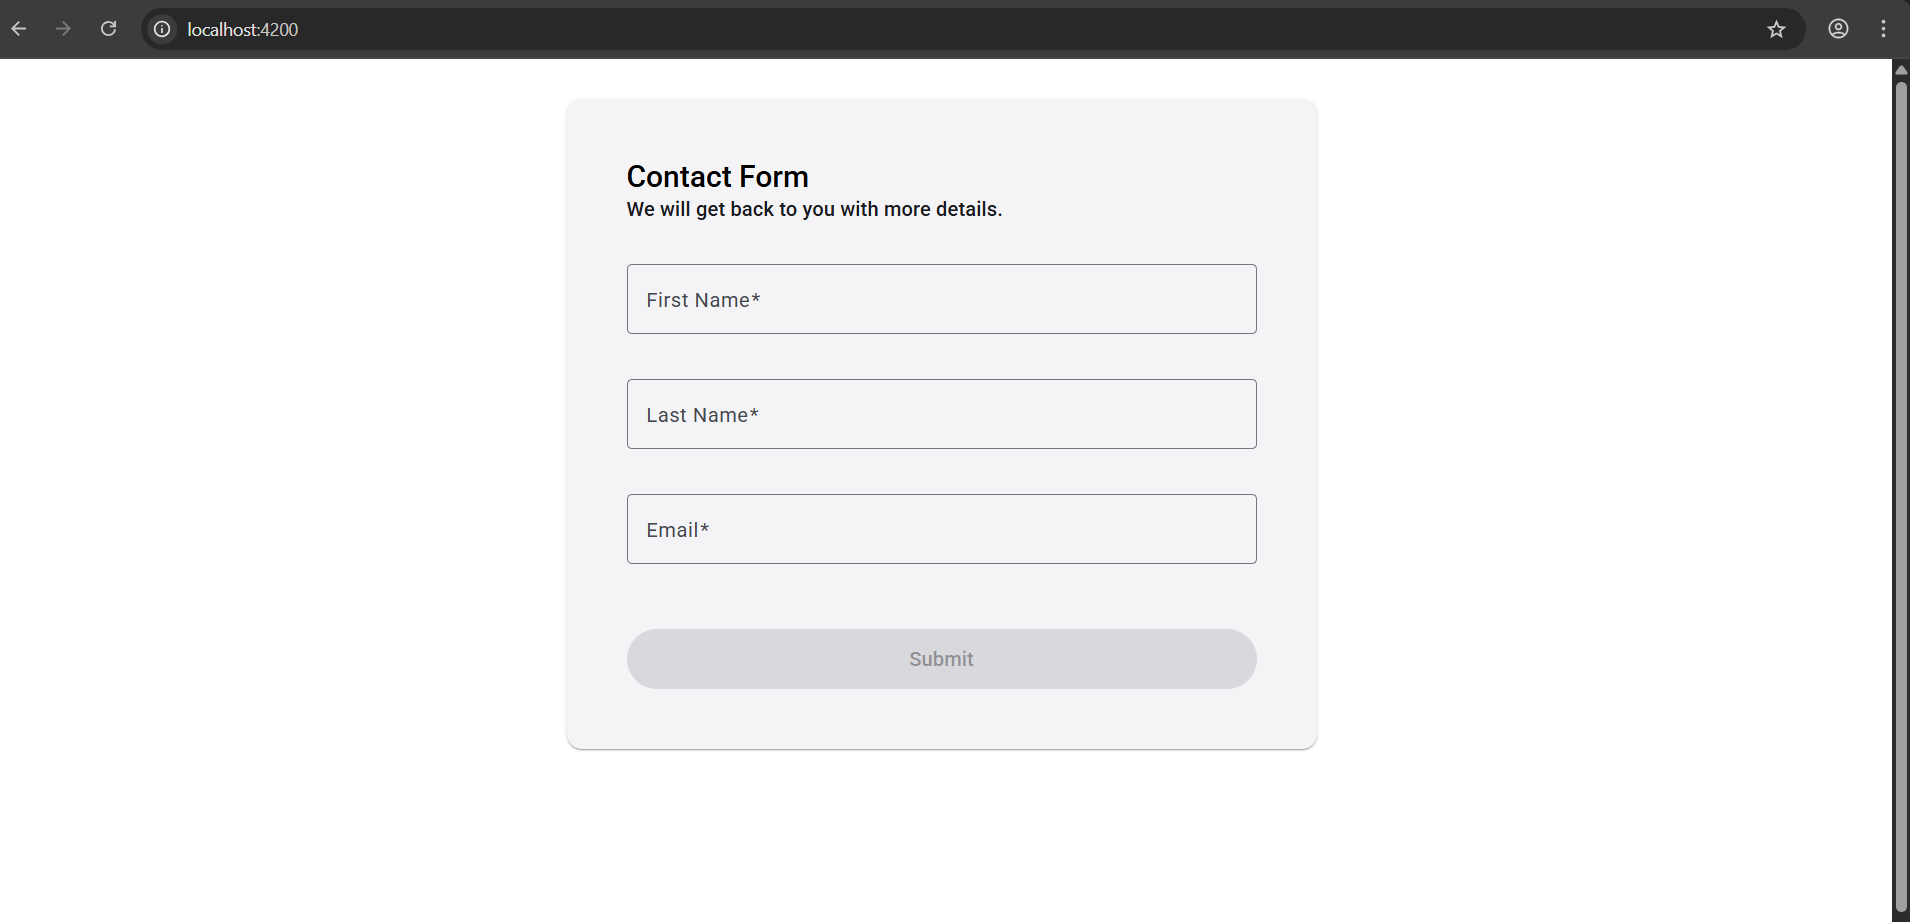 localhost:4200
Contact Form
We will get back to you with more details.
First Name*
Last Name*
Email*
Submit